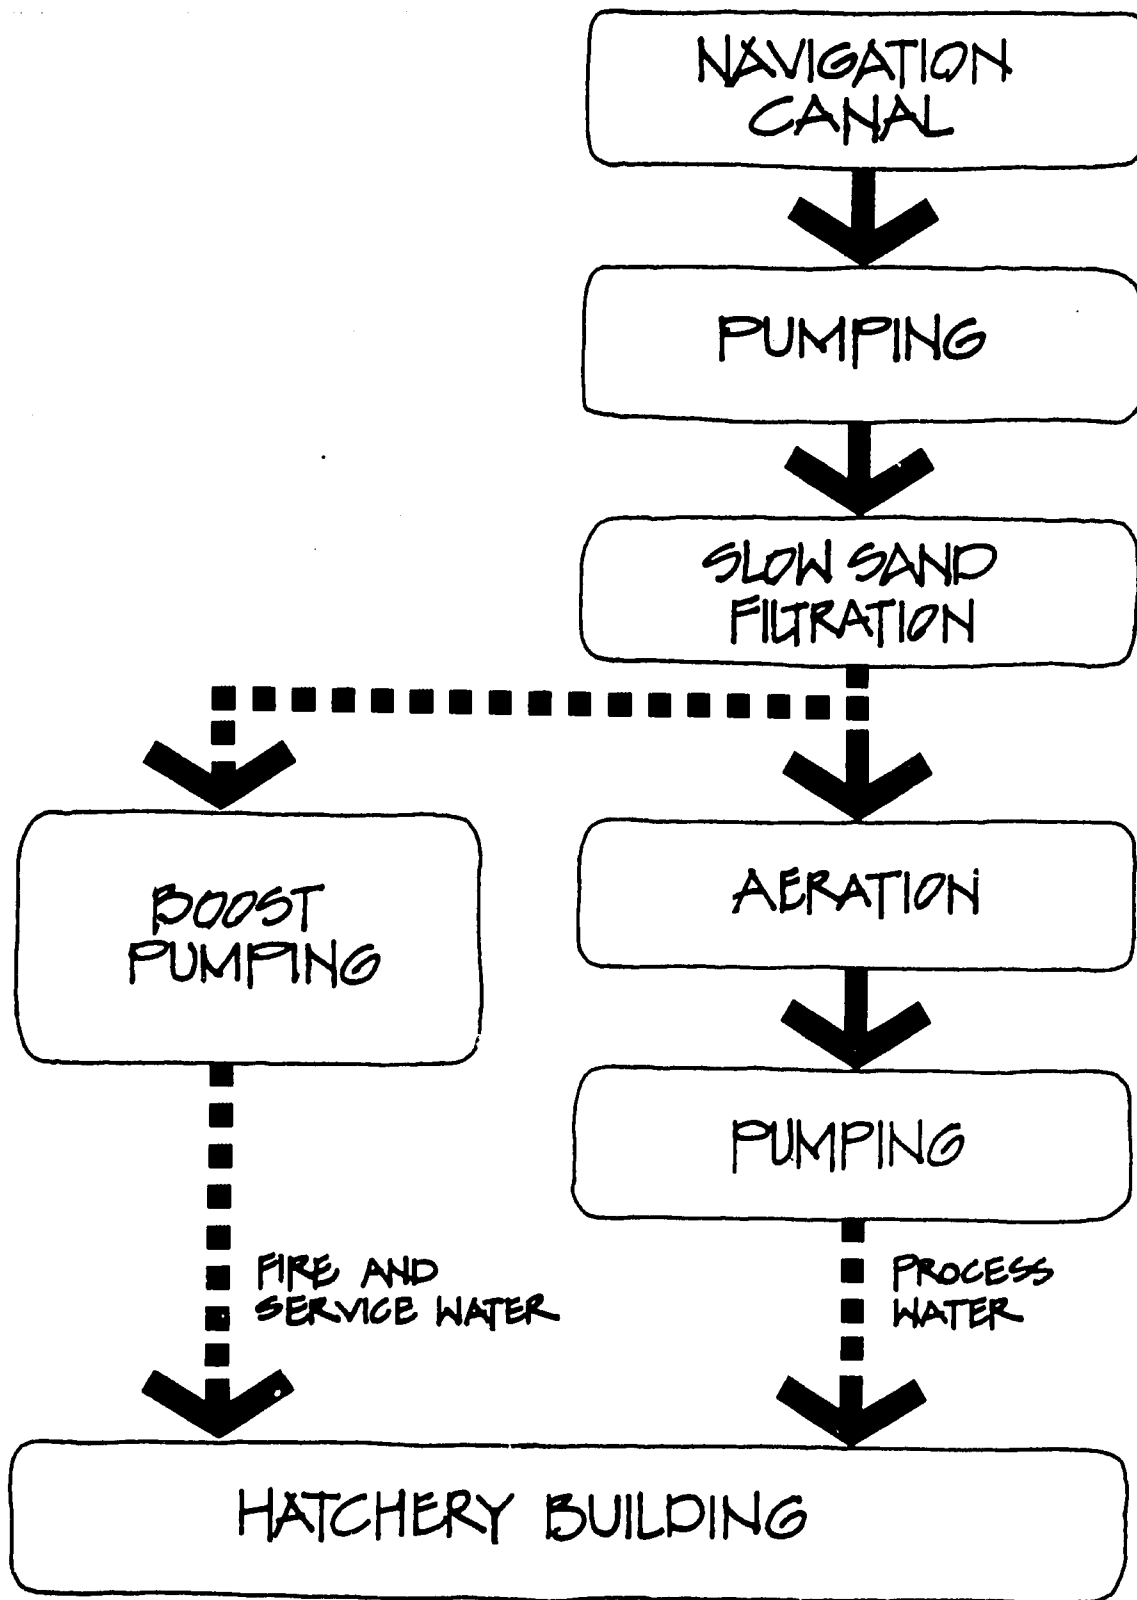 NAVIGATION
CANAL
PUMPING
SLOW SAND
FILTRATION
BOOST
PUMPING
AERATION
PUMPING
FIRE AND
SERVICE WATER
PROCESS
WATER
HATCHERY BUILDING